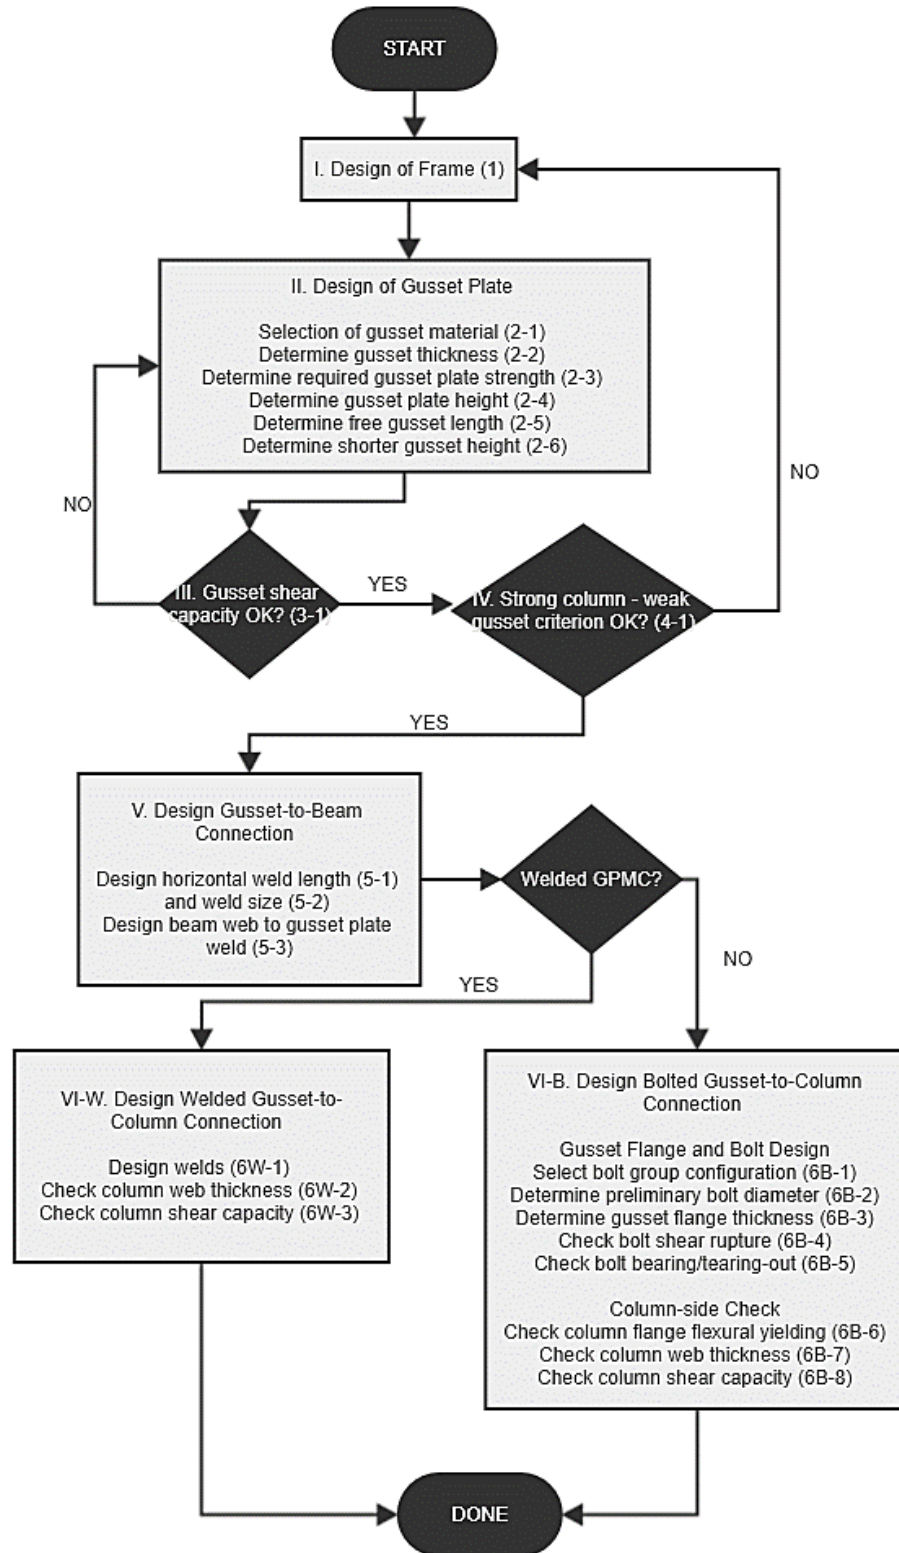 START
I. Design of Frame (1)
II. Design of Gusset Plate
Selection of gusset material (2-1)
Determine gusset thickness (2-2)
Determine required gusset plate strength (2-3)
Determine gusset plate height (2-4)
Determine free gusset length (2-5)
Determine shorter gusset height (2-6)
NO
NO
III. Gusset shear
capacity OK? (3-1)
YES
IV. Strong column - weak
gusset criterion OK? (4-1)
YES
V. Design Gusset-to-Beam
Connection
Design horizontal weld length (5-1)
and weld size (5-2)
Design beam web to gusset plate
weld (5-3)
Welded GPMC?
NO
YES
VI-W. Design Welded Gusset-to-
Column Connection
Design welds (6W-1)
Check column web thickness (6W-2)
Check column shear capacity (6W-3)
VI-B. Design Bolted Gusset-to-Column
Connection
Gusset Flange and Bolt Design
Select bolt group configuration (6B-1)
Determine preliminary bolt diameter (6B-2)
Determine gusset flange thickness (6B-3)
Check bolt shear rupture (6B-4)
Check bolt bearing/tearing-out (6B-5)
Column-side Check
Check column flange flexural yielding (6B-6)
Check column web thickness (6B-7)
Check column shear capacity (6B-8)
DONE